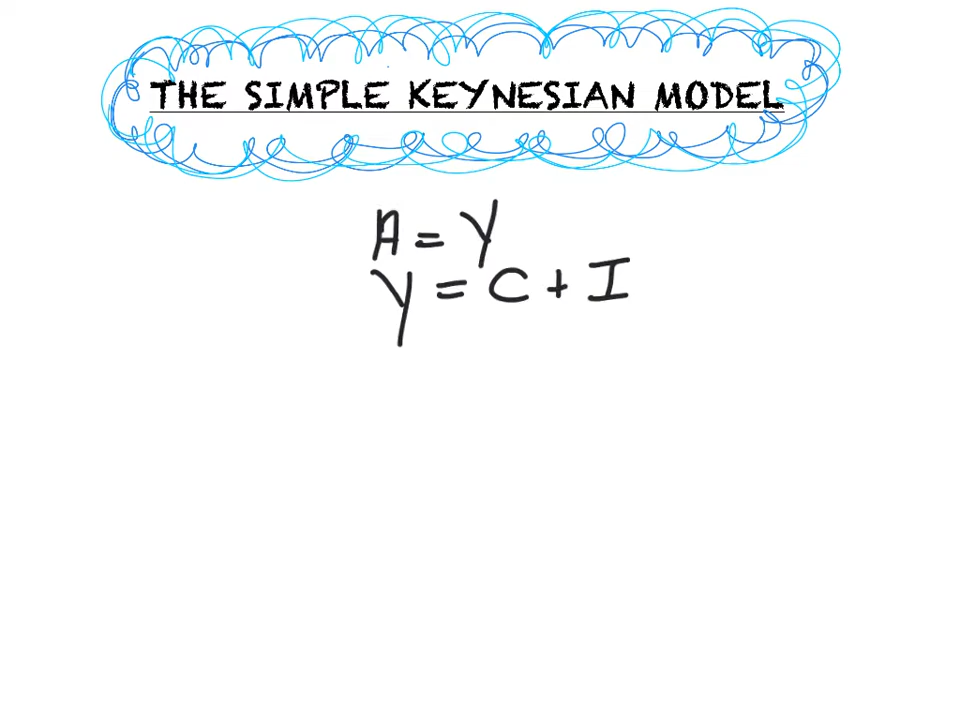 THE SIMPLE KEYNESIAN MODEL
A = Y
Y = C + I